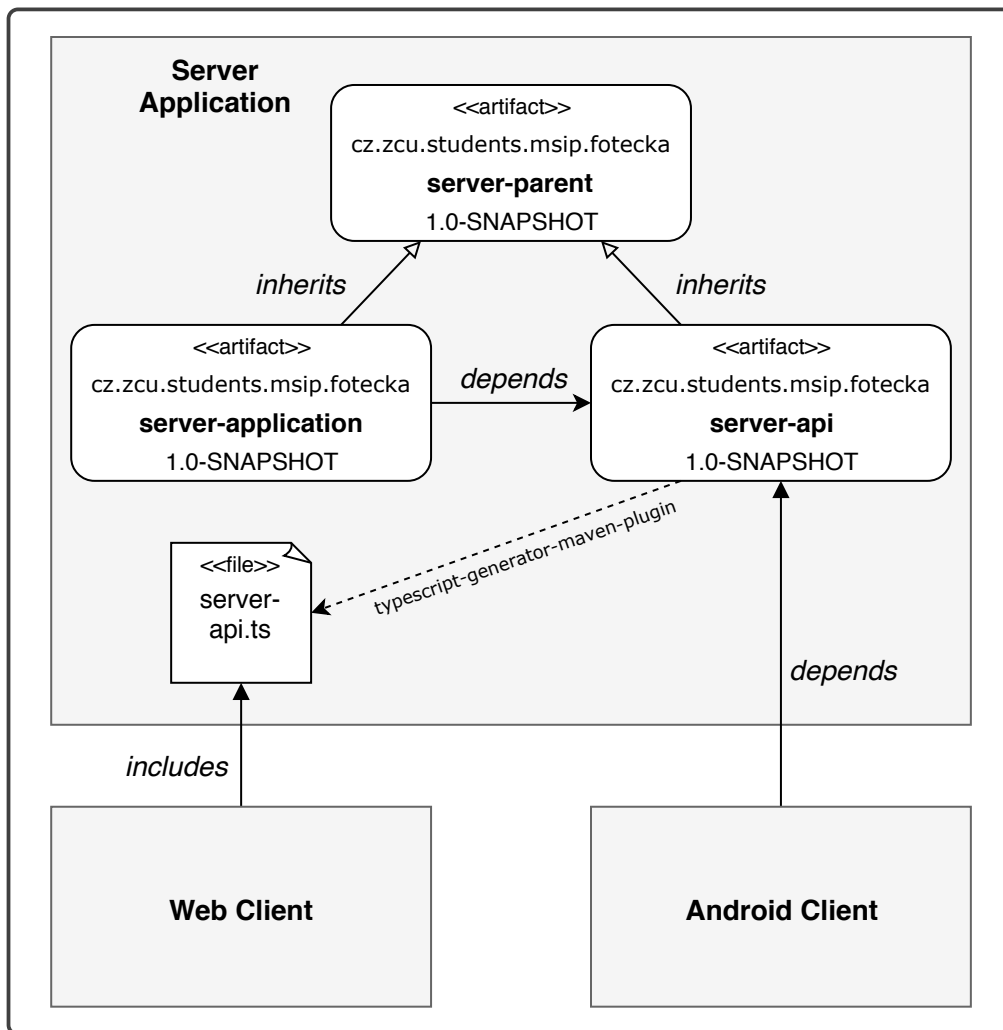 Server
Application
<<artifact>>
cz.zcu.students.msip.fotecka
server-parent
1.0-SNAPSHOT
inherits
inherits
<<artifact>>
cz.zcu.students.msip.fotecka
server-application
1.0-SNAPSHOT
depends
<<artifact>>
cz.zcu.students.msip.fotecka
server-api
1.0-SNAPSHOT
typescript-generator-maven-plugin
<<file>>
server-
api.ts
depends
includes
Web Client
Android Client